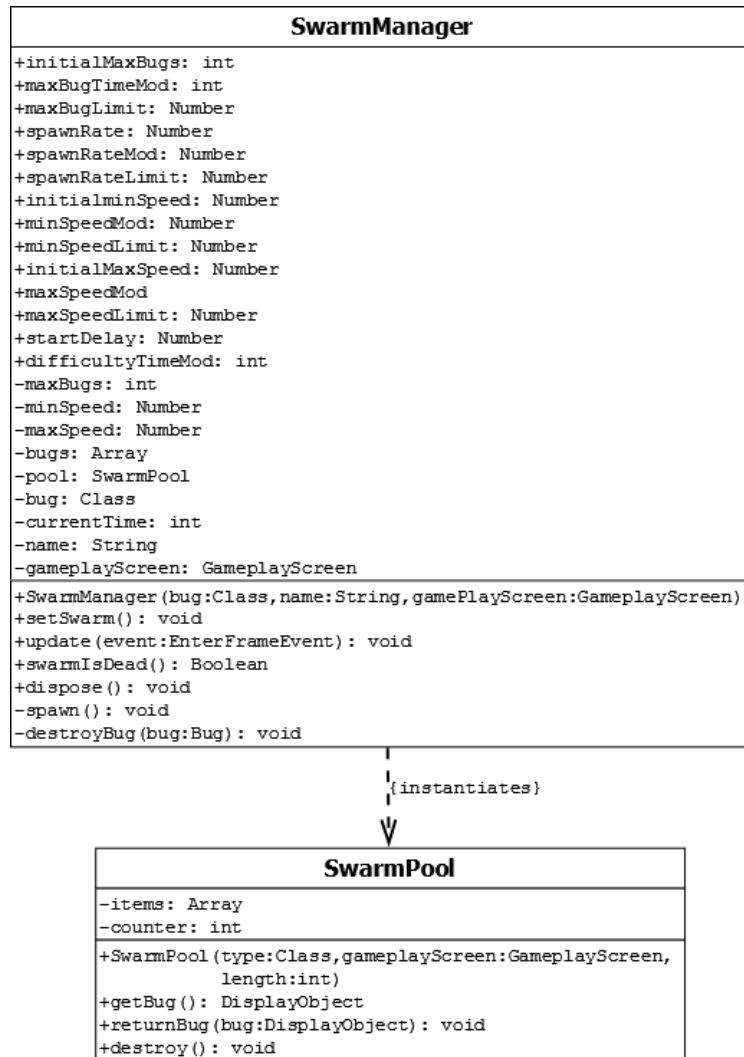 SwarmManager
+initialMaxBugs: int
+maxBugTimeMod: int
+maxBugLimit: Number
+spawnRate: Number
+spawnRateMod: Number
+spawnRateLimit: Number
+initialminSpeed: Number
+minSpeedMod: Number
+minSpeedLimit: Number
+initialMaxSpeed: Number
+maxSpeedMod
+maxSpeedLimit: Number
+startDelay: Number
+difficultyTimeMod: int
-maxBugs: int
-minSpeed: Number
-maxSpeed: Number
-bugs: Array
-pool: SwarmPool
-bug: Class
-currentTime: int
-name: String
-gameplayScreen: GameplayScreen
+SwarmManager(bug:Class,name:String,gamePlayScreen:GameplayScreen)
+setSwarm(): void
+update(event:EnterFrameEvent): void
+swarmIsDead(): Boolean
+dispose(): void
-spawn(): void
-destroyBug(bug:Bug): void
{instantiates}
SwarmPool
-items: Array
-counter: int
+SwarmPool(type:Class,gameplayScreen:GameplayScreen,
length:int)
+getBug(): DisplayObject
+returnBug(bug:DisplayObject): void
+destroy(): void